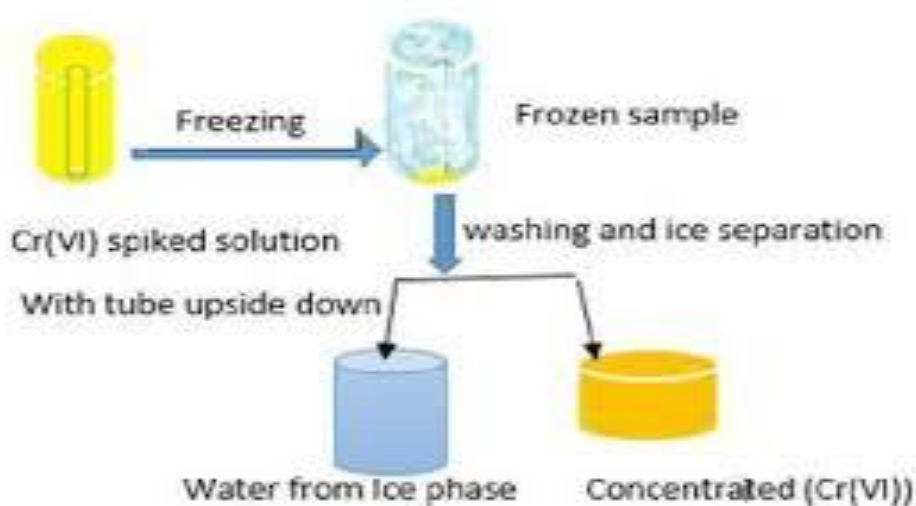 Freezing
Frozen sample
Cr(VI) spiked solution
washing and ice separation
With tube upside down
Water from Ice phase
Concentrated (Cr(VI))